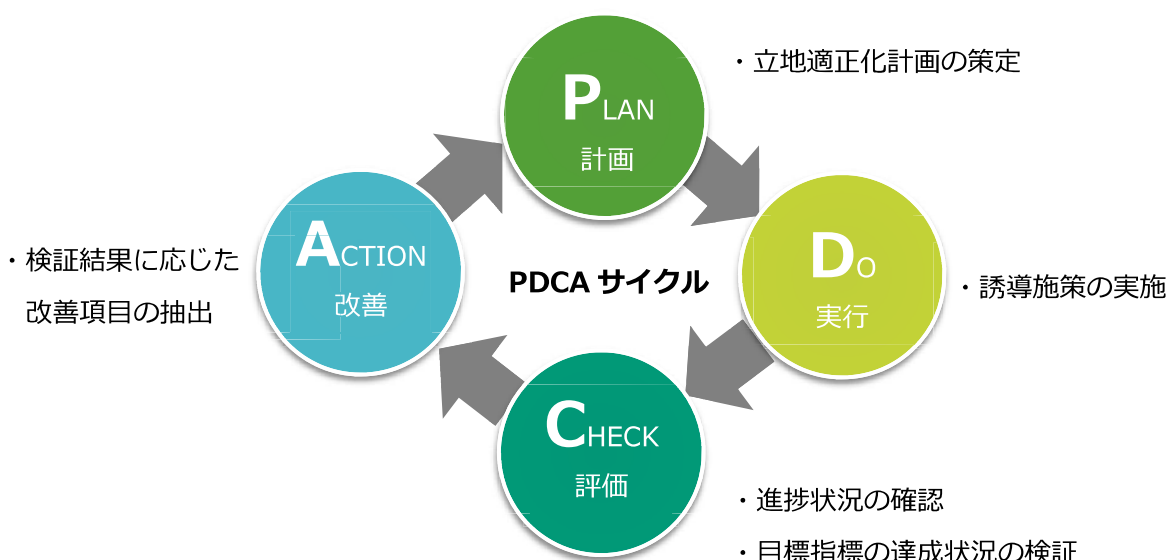 PLAN
計画
・立地適正化計画の策定
ACTION
改善
・検証結果に応じた
改善項目の抽出
PDCA サイクル
DO
実行
・誘導施策の実施
CHECK
評価
・進捗状況の確認
・目標指標の達成状況の検証